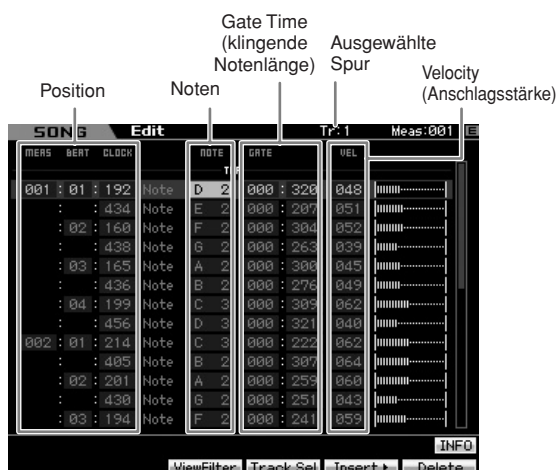 Gate Time
(klingende
Notenlänge)
Ausgewählte
Spur
Velocity
(Anschlagsstärke)
Position
Noten
SONG Edit Tr:1 Meas:001 E
MEAS BEAT CLOCK NOTE GATE VEL
001 : 01 : 192 Note D 2 000 : 320 048
: : 434 Note E 2 000 : 207 051
: 02 : 160 Note F 2 000 : 304 052
: : 438 Note G 2 000 : 263 039
: 03 : 165 Note A 2 000 : 300 045
: : 436 Note B 2 000 : 276 049
: 04 : 199 Note C 3 000 : 309 062
: : 456 Note D 3 000 : 321 040
002 : 01 : 214 Note C 3 000 : 222 062
: : 405 Note B 2 000 : 307 064
: 02 : 201 Note A 2 000 : 259 060
: : 430 Note G 2 000 : 251 043
: 03 : 194 Note F 2 000 : 241 059
INFO
ViewFilter Track Sel Insert Delete